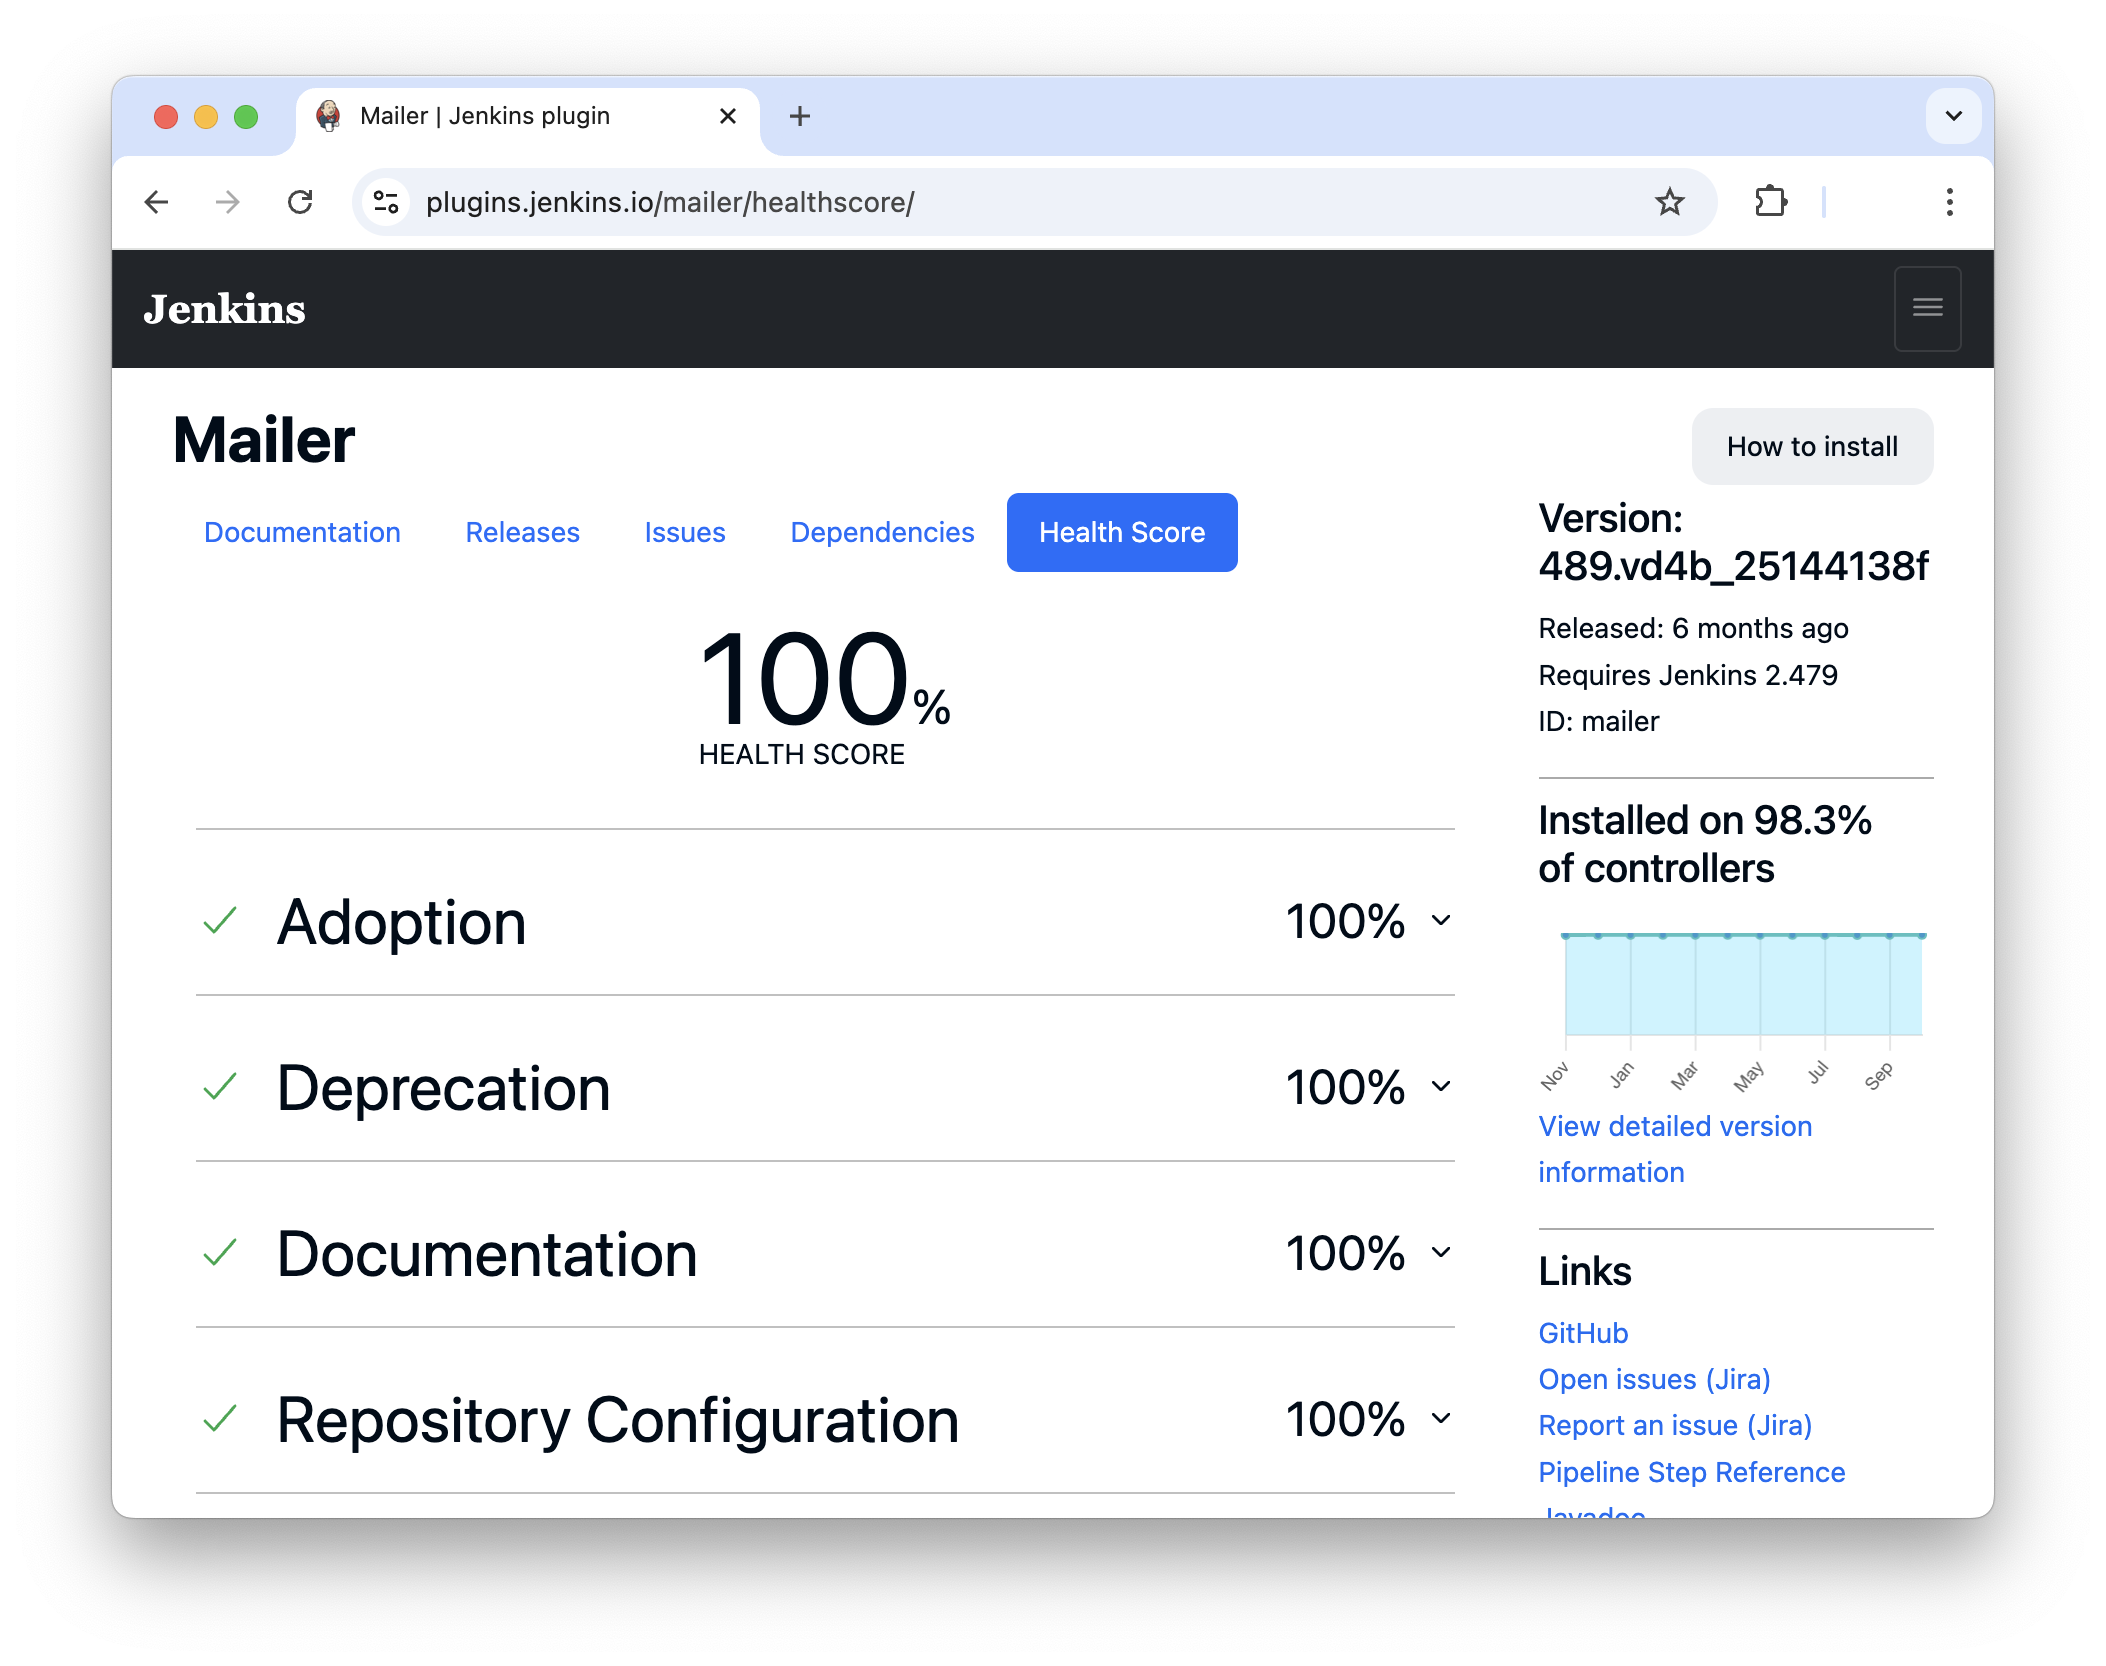 Mailer | Jenkins plugin
plugins.jenkins.io/mailer/healthscore/
Jenkins
Mailer
How to install
Documentation
Releases
Issues
Dependencies
Health Score
100%
HEALTH SCORE
Adoption
100%
Deprecation
100%
Documentation
100%
Repository Configuration
100%
Version:
489.vd4b_25144138f
Released: 6 months ago
Requires Jenkins 2.479
ID: mailer
Installed on 98.3%
of controllers
Nov
Jan
Mar
May
Jul
Sep
View detailed version
information
Links
GitHub
Open issues (Jira)
Report an issue (Jira)
Pipeline Step Reference
Javadoc